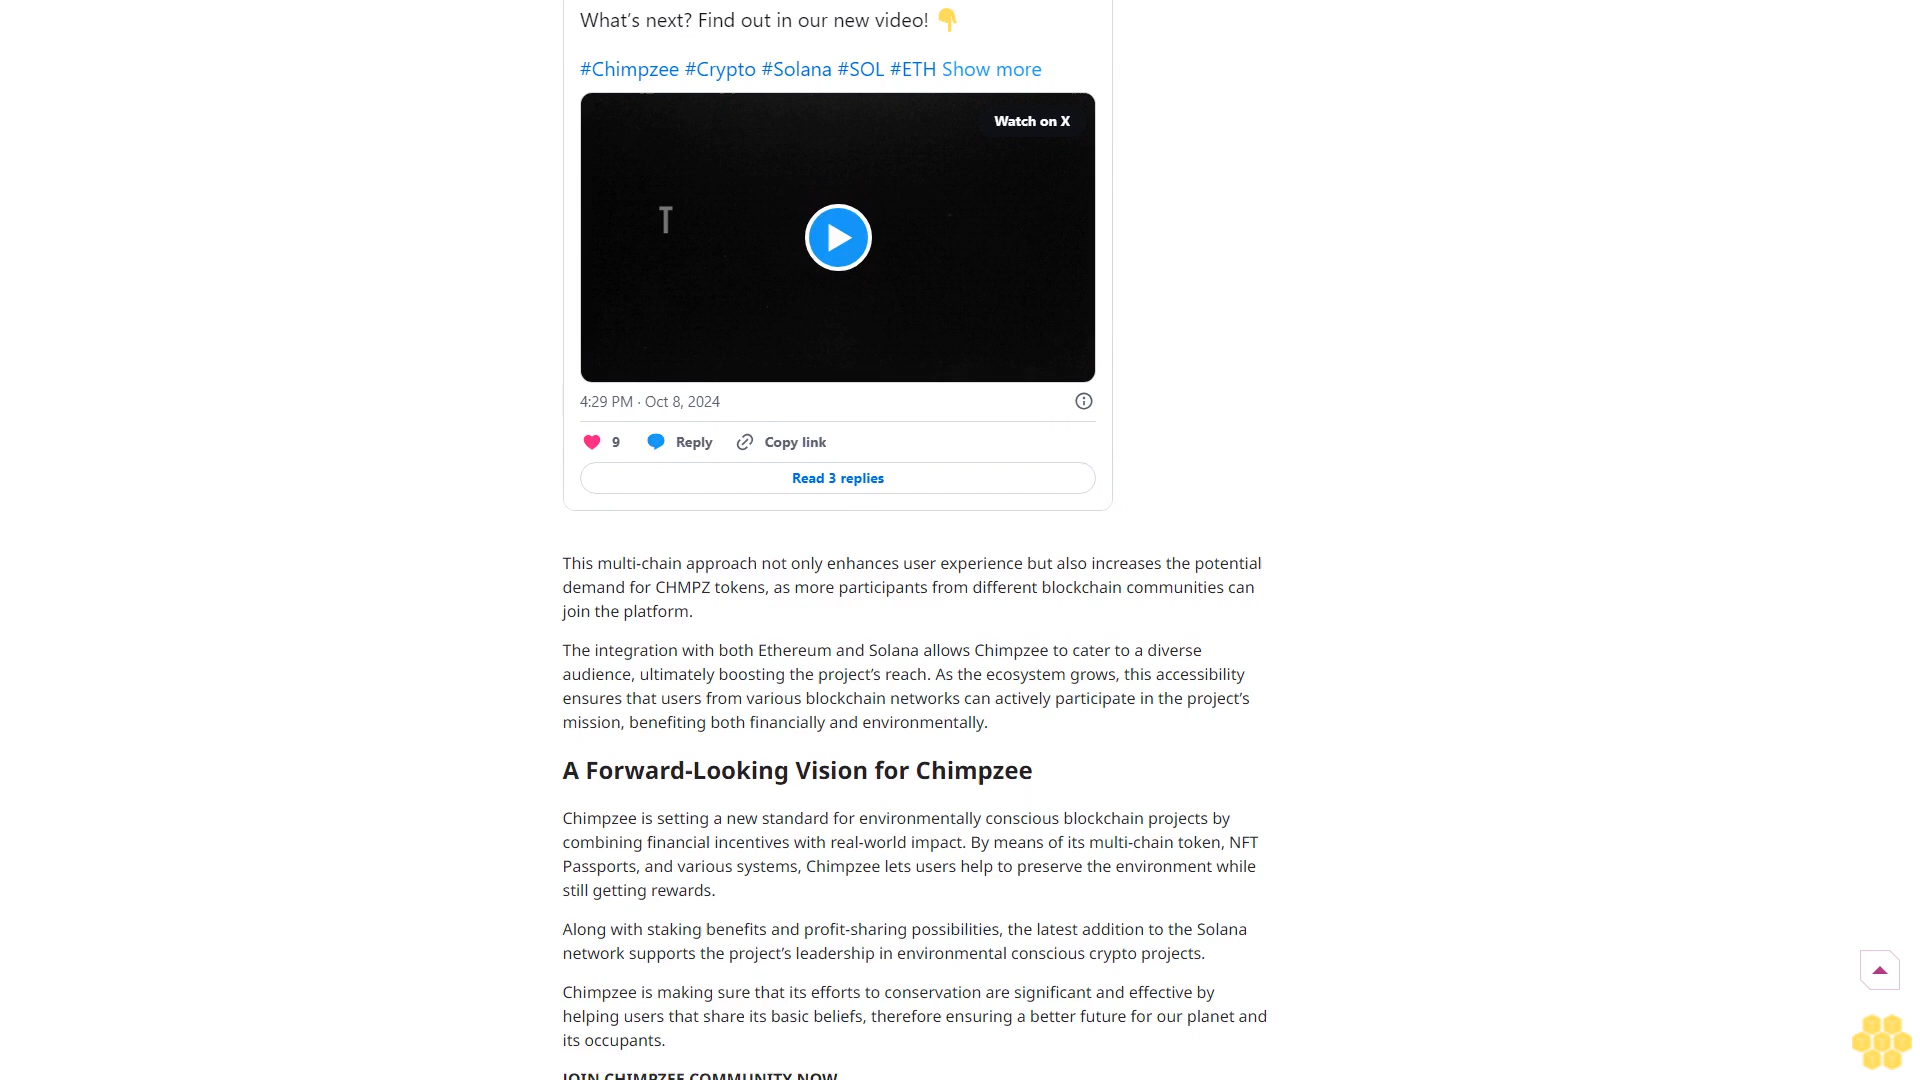 What's next? Find out in our new video! 👇
#Chimpzee #Crypto #Solana #SOL #ETH Show more
Watch on X
T
4:29 PM · Oct 8, 2024
9 Reply Copy link
Read 3 replies
This multi-chain approach not only enhances user experience but also increases the potential
demand for CHMPZ tokens, as more participants from different blockchain communities can
join the platform.
The integration with both Ethereum and Solana allows Chimpzee to cater to a diverse
audience, ultimately boosting the project's reach. As the ecosystem grows, this accessibility
ensures that users from various blockchain networks can actively participate in the project's
mission, benefiting both financially and environmentally.
A Forward-Looking Vision for Chimpzee
Chimpzee is setting a new standard for environmentally conscious blockchain projects by
combining financial incentives with real-world impact. By means of its multi-chain token, NFT
Passports, and various systems, Chimpzee lets users help to preserve the environment while
still getting rewards.
Along with staking benefits and profit-sharing possibilities, the latest addition to the Solana
network supports the project's leadership in environmental conscious crypto projects.
Chimpzee is making sure that its efforts to conservation are significant and effective by
helping users that share its basic beliefs, therefore ensuring a better future for our planet and
its occupants.
JOIN CHIMPZEE COMMUNITY NOW